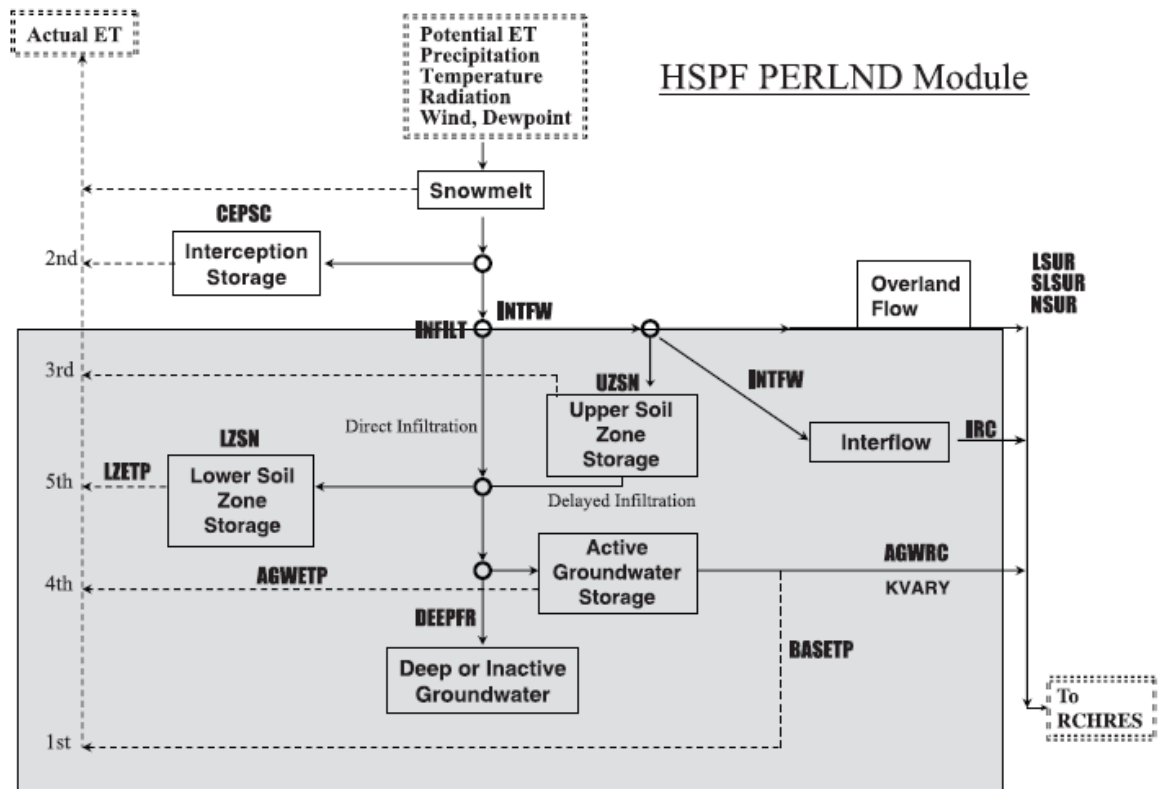 Actual ET
Potential ET
Precipitation
Temperature
Radiation
Wind, Dewpoint
HSPF PERLND Module
Snowmelt
CEPSC
2nd
Interception
Storage
LSUR
SLSUR
NSUR
Overland
Flow
INTFW
INFILT
3rd
UZSN
INTFW
Upper Soil
Zone
Storage
Direct Infiltration
Interflow
IRC
LZSN
LZETP
5th
Lower Soil
Zone
Storage
Delayed Infiltration
Active
Groundwater
Storage
AGWRC
KVARY
4th
AGWETP
DEEPFR
BASETP
Deep or Inactive
Groundwater
To
RCHRES
1st